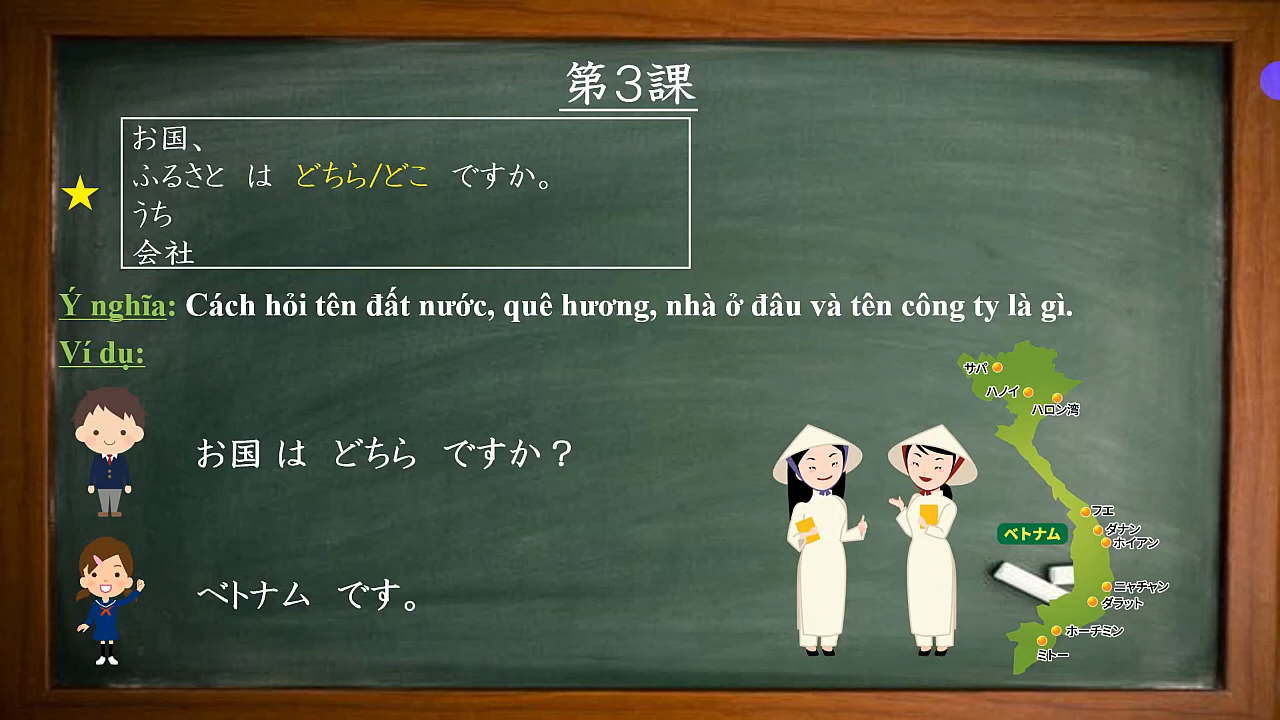 第3課
お国、
ふるさと は どちら/どこ ですか。
うち
会社
Ý nghĩa: Cách hỏi tên đất nước, quê hương, nhà ở đâu và tên công ty là gì.
Ví dụ:
お国 は どちら ですか？
ベトナム です。
サパ
ハノイ
ハロン湾
フエ
ダナン
ホイアン
ベトナム
ニャチャン
ダラット
ホーチミン
ミトー